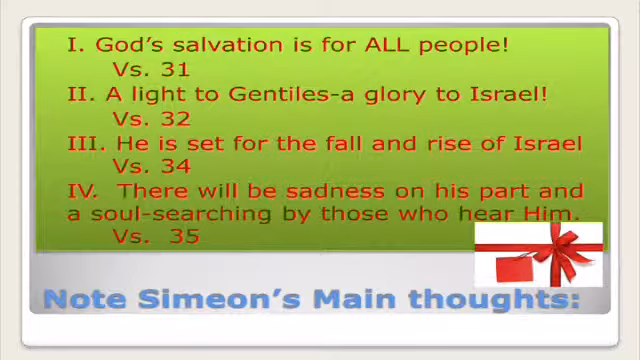 I. God's salvation is for ALL people!
Vs. 31
II. A light to Gentiles-a glory to Israel!
Vs. 32
III. He is set for the fall and rise of Israel
Vs. 34
IV. There will be sadness on his part and
a soul-searching by those who hear Him.
Vs. 35
Note Simeon's Main thoughts: